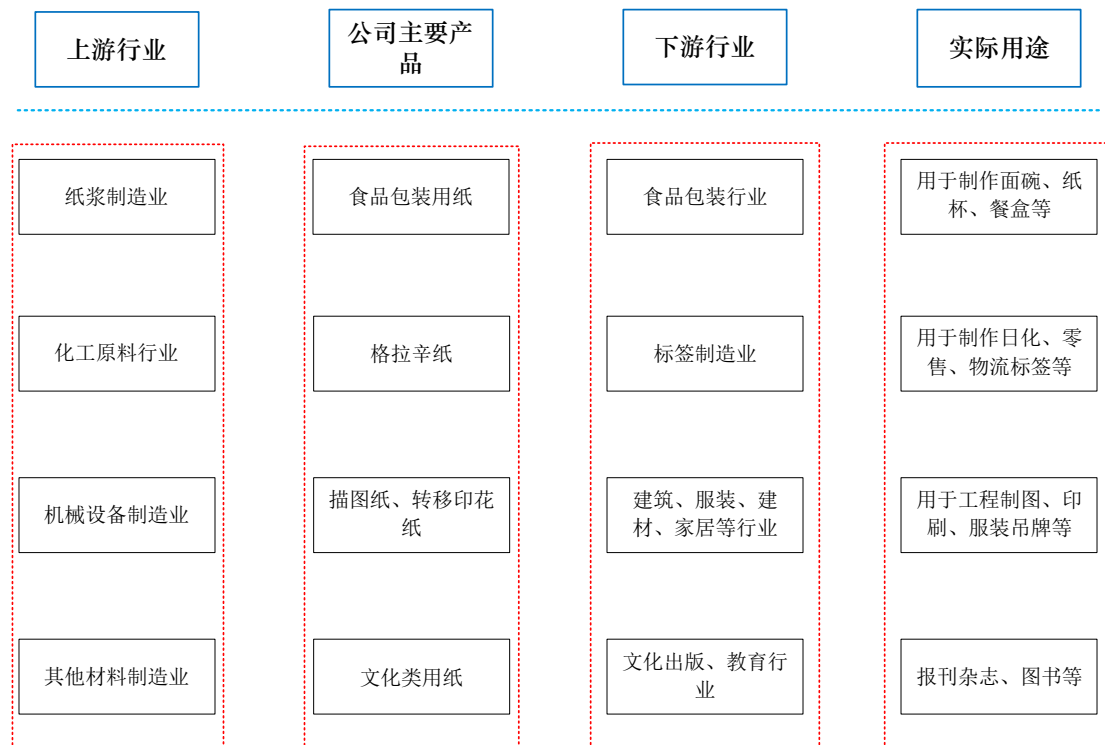 上游行业
公司主要产
品
下游行业
实际用途
纸浆制造业
食品包装用纸
食品包装行业
用于制作面碗、纸
杯、餐盒等
化工原料行业
格拉辛纸
标签制造业
用于制作日化、零
售、物流标签等
机械设备制造业
描图纸、转移印花
纸
建筑、服装、建
材、家居等行业
用于工程制图、印
刷、服装吊牌等
其他材料制造业
文化类用纸
文化出版、教育行
业
报刊杂志、图书等